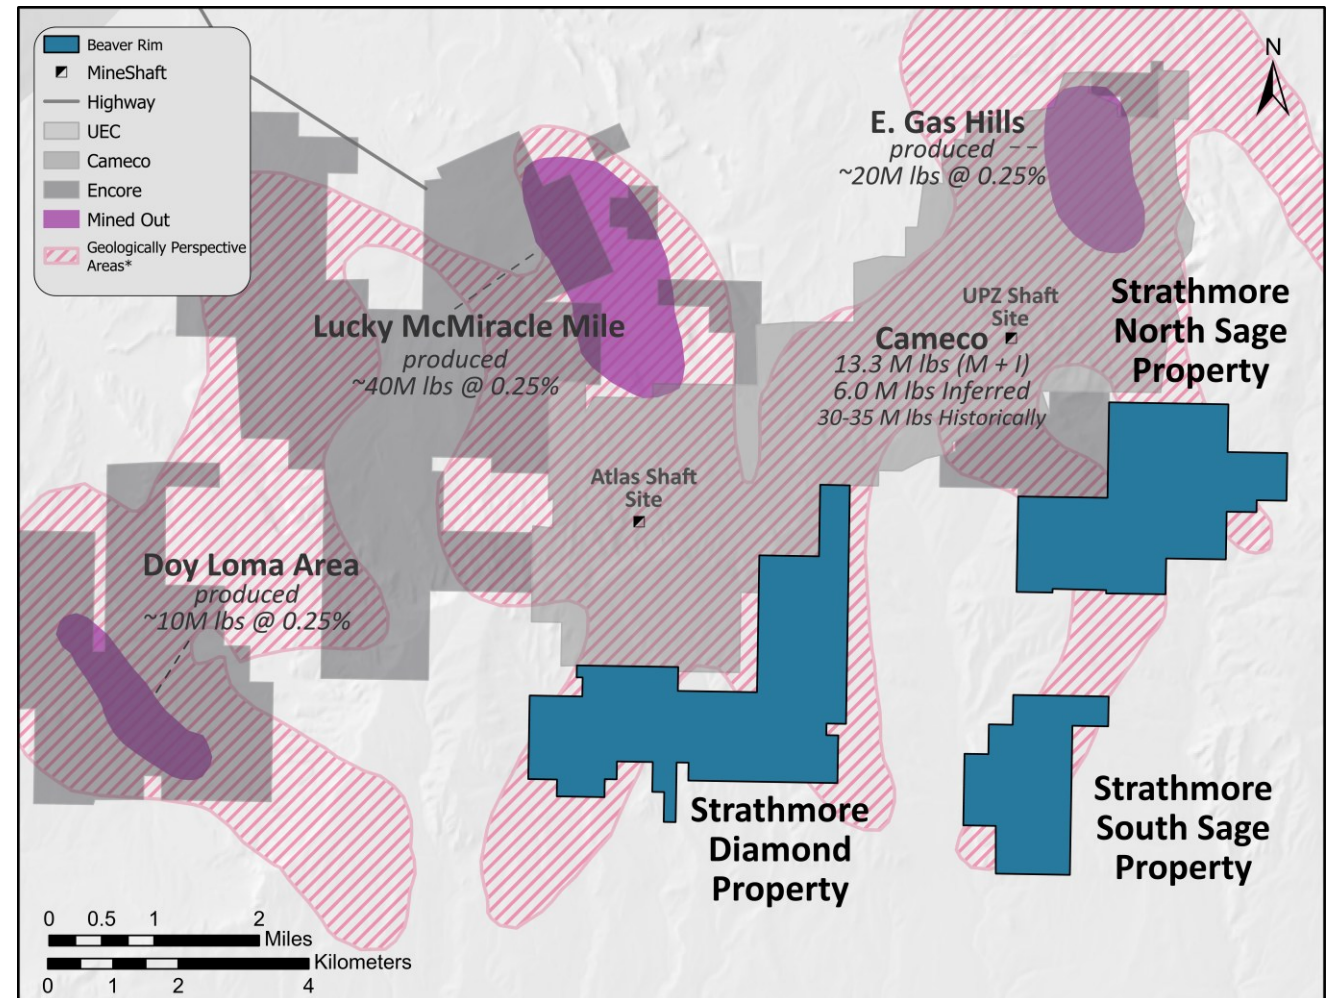 Beaver Rim
MineShaft
Highway
UEC
Cameco
Encore
Mined Out
Geologically Perspective
Areas*
N
E. Gas Hills
produced
~20M lbs @ 0.25%
Lucky McMiracle Mile
produced
~40M lbs @ 0.25%
UPZ Shaft
Site
Cameco
13.3 M lbs (M + I)
6.0 M lbs Inferred
30-35 M lbs Historically
Strathmore
North Sage
Property
Atlas Shaft
Site
Doy Loma Area
produced
~10M lbs @ 0.25%
Strathmore
Diamond
Property
Strathmore
South Sage
Property
0 0.5 1 2
Miles
Kilometers
0 1 2 4